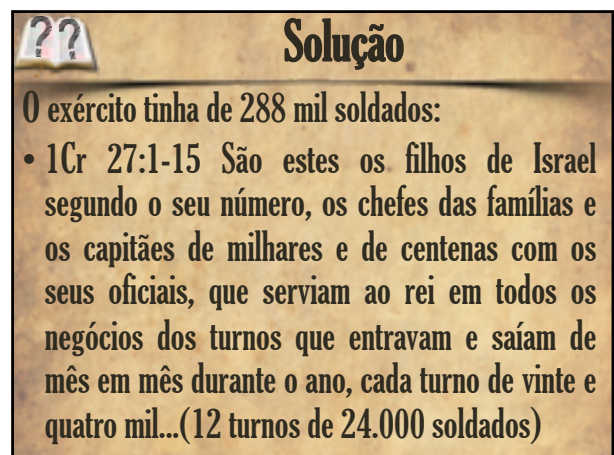 ? ?
Solução
O exército tinha de 288 mil soldados:
• 1Cr 27:1-15 São estes os filhos de Israel
segundo o seu número, os chefes das famílias e
os capitães de milhares e de centenas com os
seus oficiais, que serviam ao rei em todos os
negócios dos turnos que entravam e saíam de
mês em mês durante o ano, cada turno de vinte e
quatro mil...(12 turnos de 24.000 soldados)